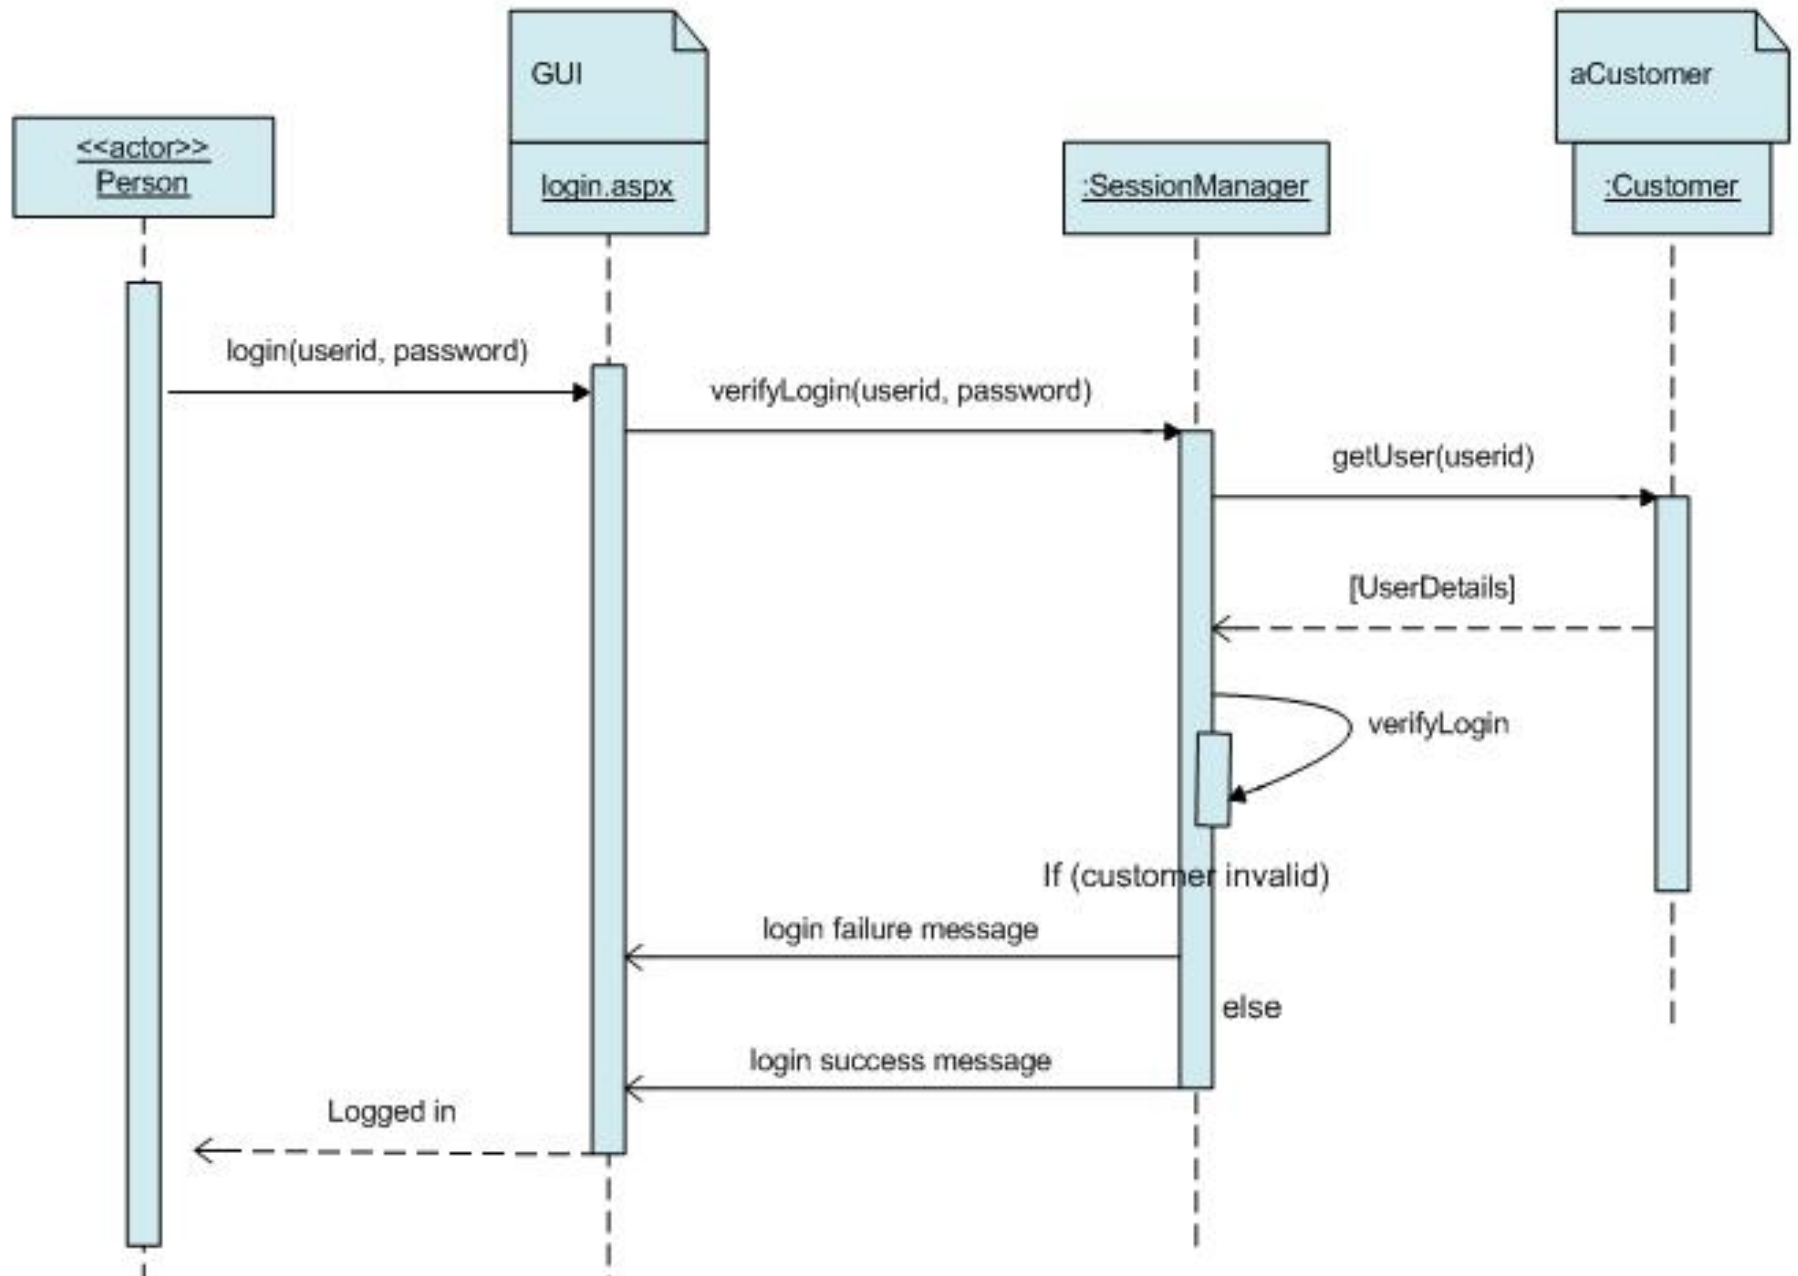 GUI
aCustomer
<<actor>>
Person
login.aspx
:SessionManager
:Customer
login(userid, password)
verifyLogin(userid, password)
getUser(userid)
[UserDetails]
verifyLogin
If (customer invalid)
login failure message
else
login success message
Logged in